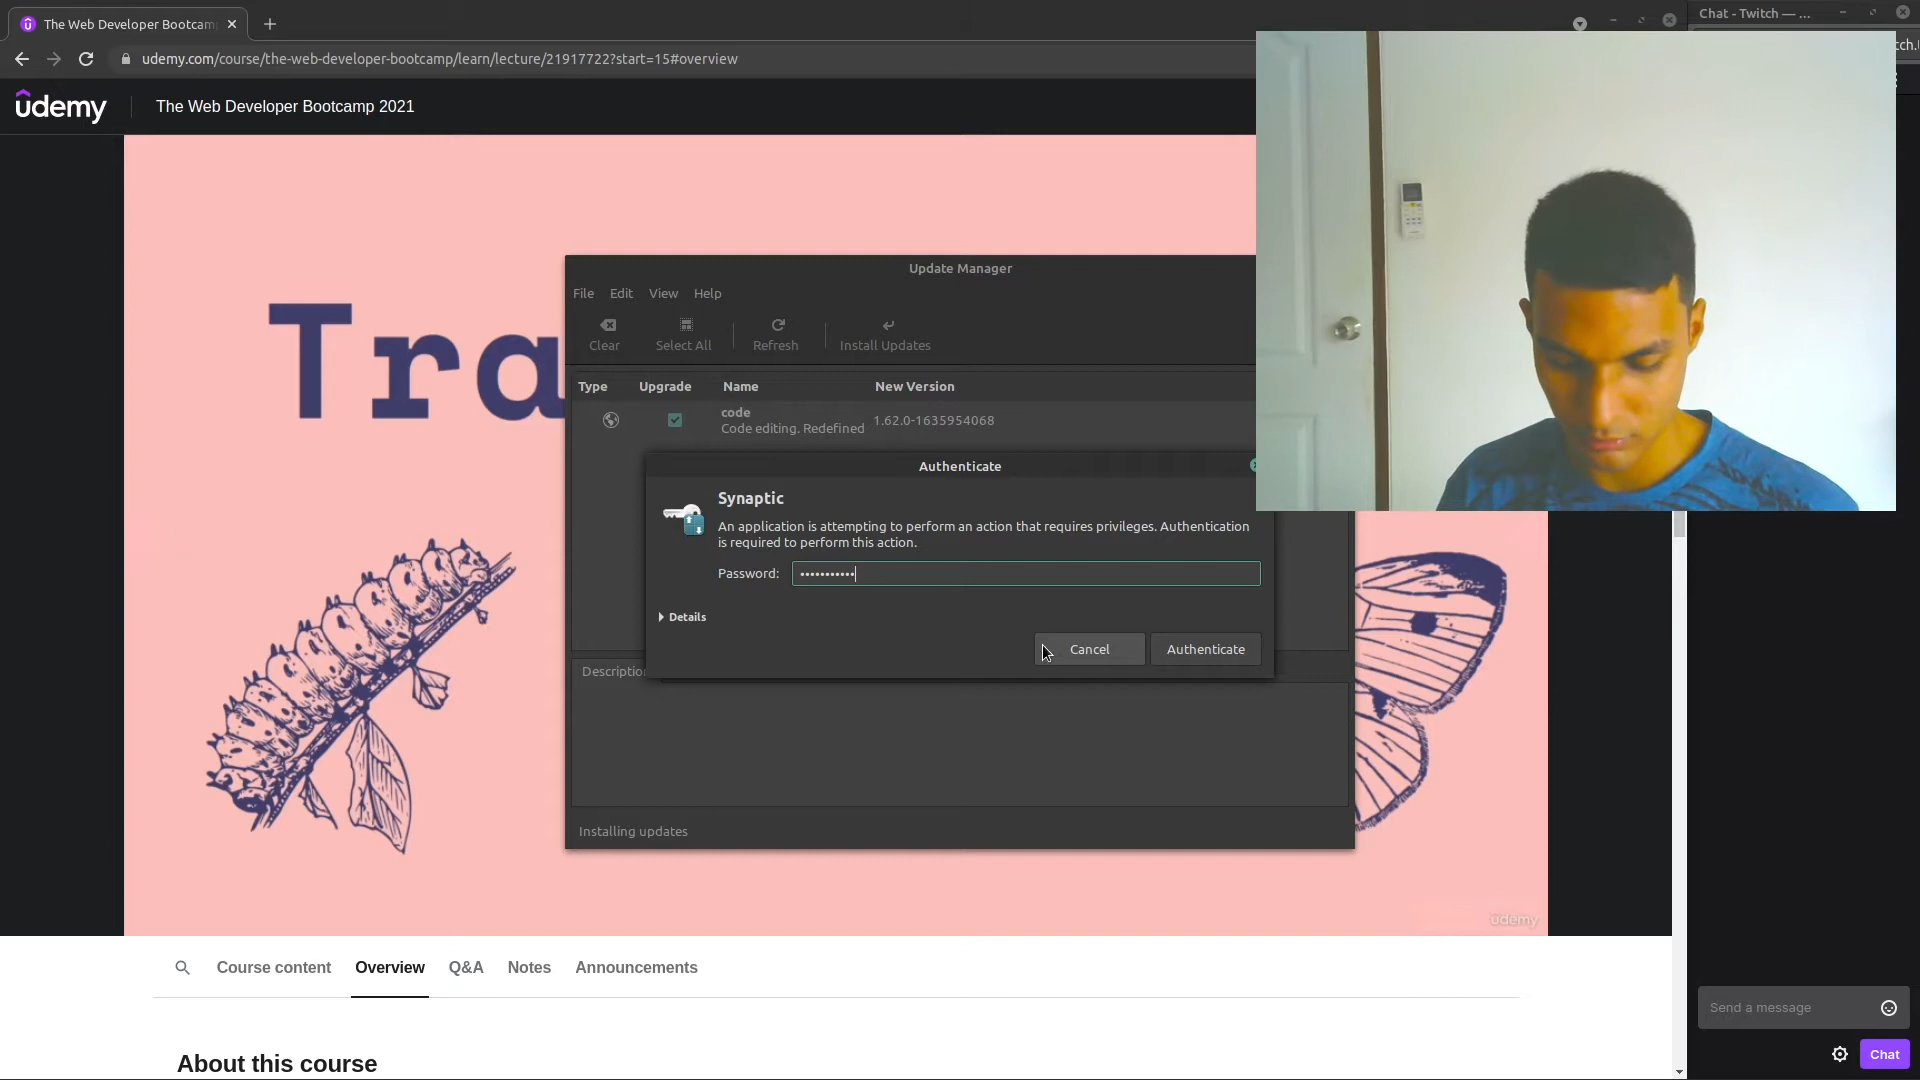 The Web Developer Bootcam
Chat - Twitch — ...
udemy.com/course/the-web-developer-bootcamp/learn/lecture/21917722?start=15#overview
tch.
ûdemy
The Web Developer Bootcamp 2021
Tra
Update Manager
File Edit View Help
Clear Select All Refresh Install Updates
Type Upgrade Name New Version
code
Code editing. Redefined 1.62.0-1635954068
Authenticate
Synaptic
An application is attempting to perform an action that requires privileges. Authentication
is required to perform this action.
Password: •••••••••••
Details
Cancel Authenticate
Descriptio
Installing updates
ûdemy
Course content Overview Q&A Notes Announcements
About this course
Send a message
Chat